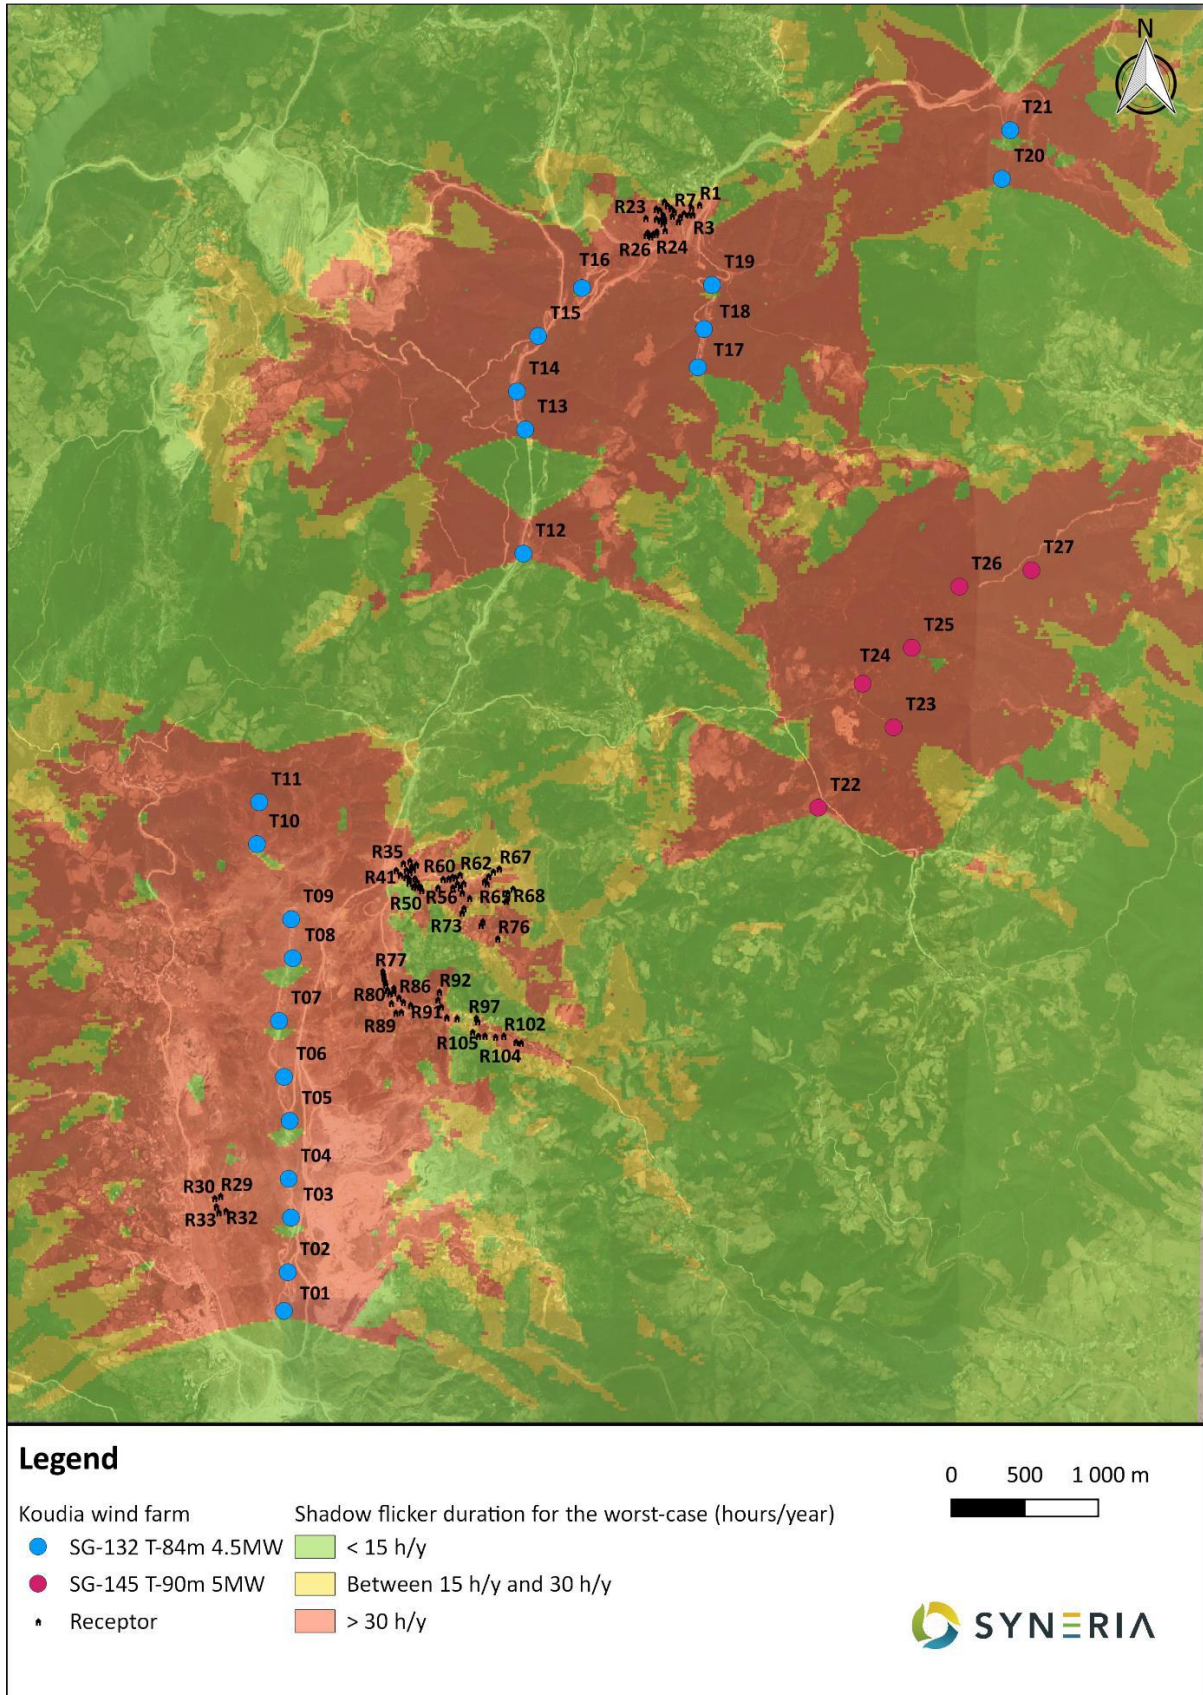 N
T21
T20
R7
R1
R23
R3
R24
R26
T16
T19
T15
T18
T17
T14
T13
T12
T27
T26
T25
T24
T23
T22
T11
T10
R35
R60
R62
R67
R41
R50
R56
R65
R68
T09
R73
R76
T08
R77
R80
R86
R92
T07
R89
R91
R97
R102
R105
R104
T06
T05
T04
R30
R29
T03
R33
R32
T02
T01
Legend
0 500 1 000 m
Koudia wind farm
SG-132 T-84m 4.5MW
SG-145 T-90m 5MW
Receptor
Shadow flicker duration for the worst-case (hours/year)
< 15 h/y
Between 15 h/y and 30 h/y
> 30 h/y
SYNERIA